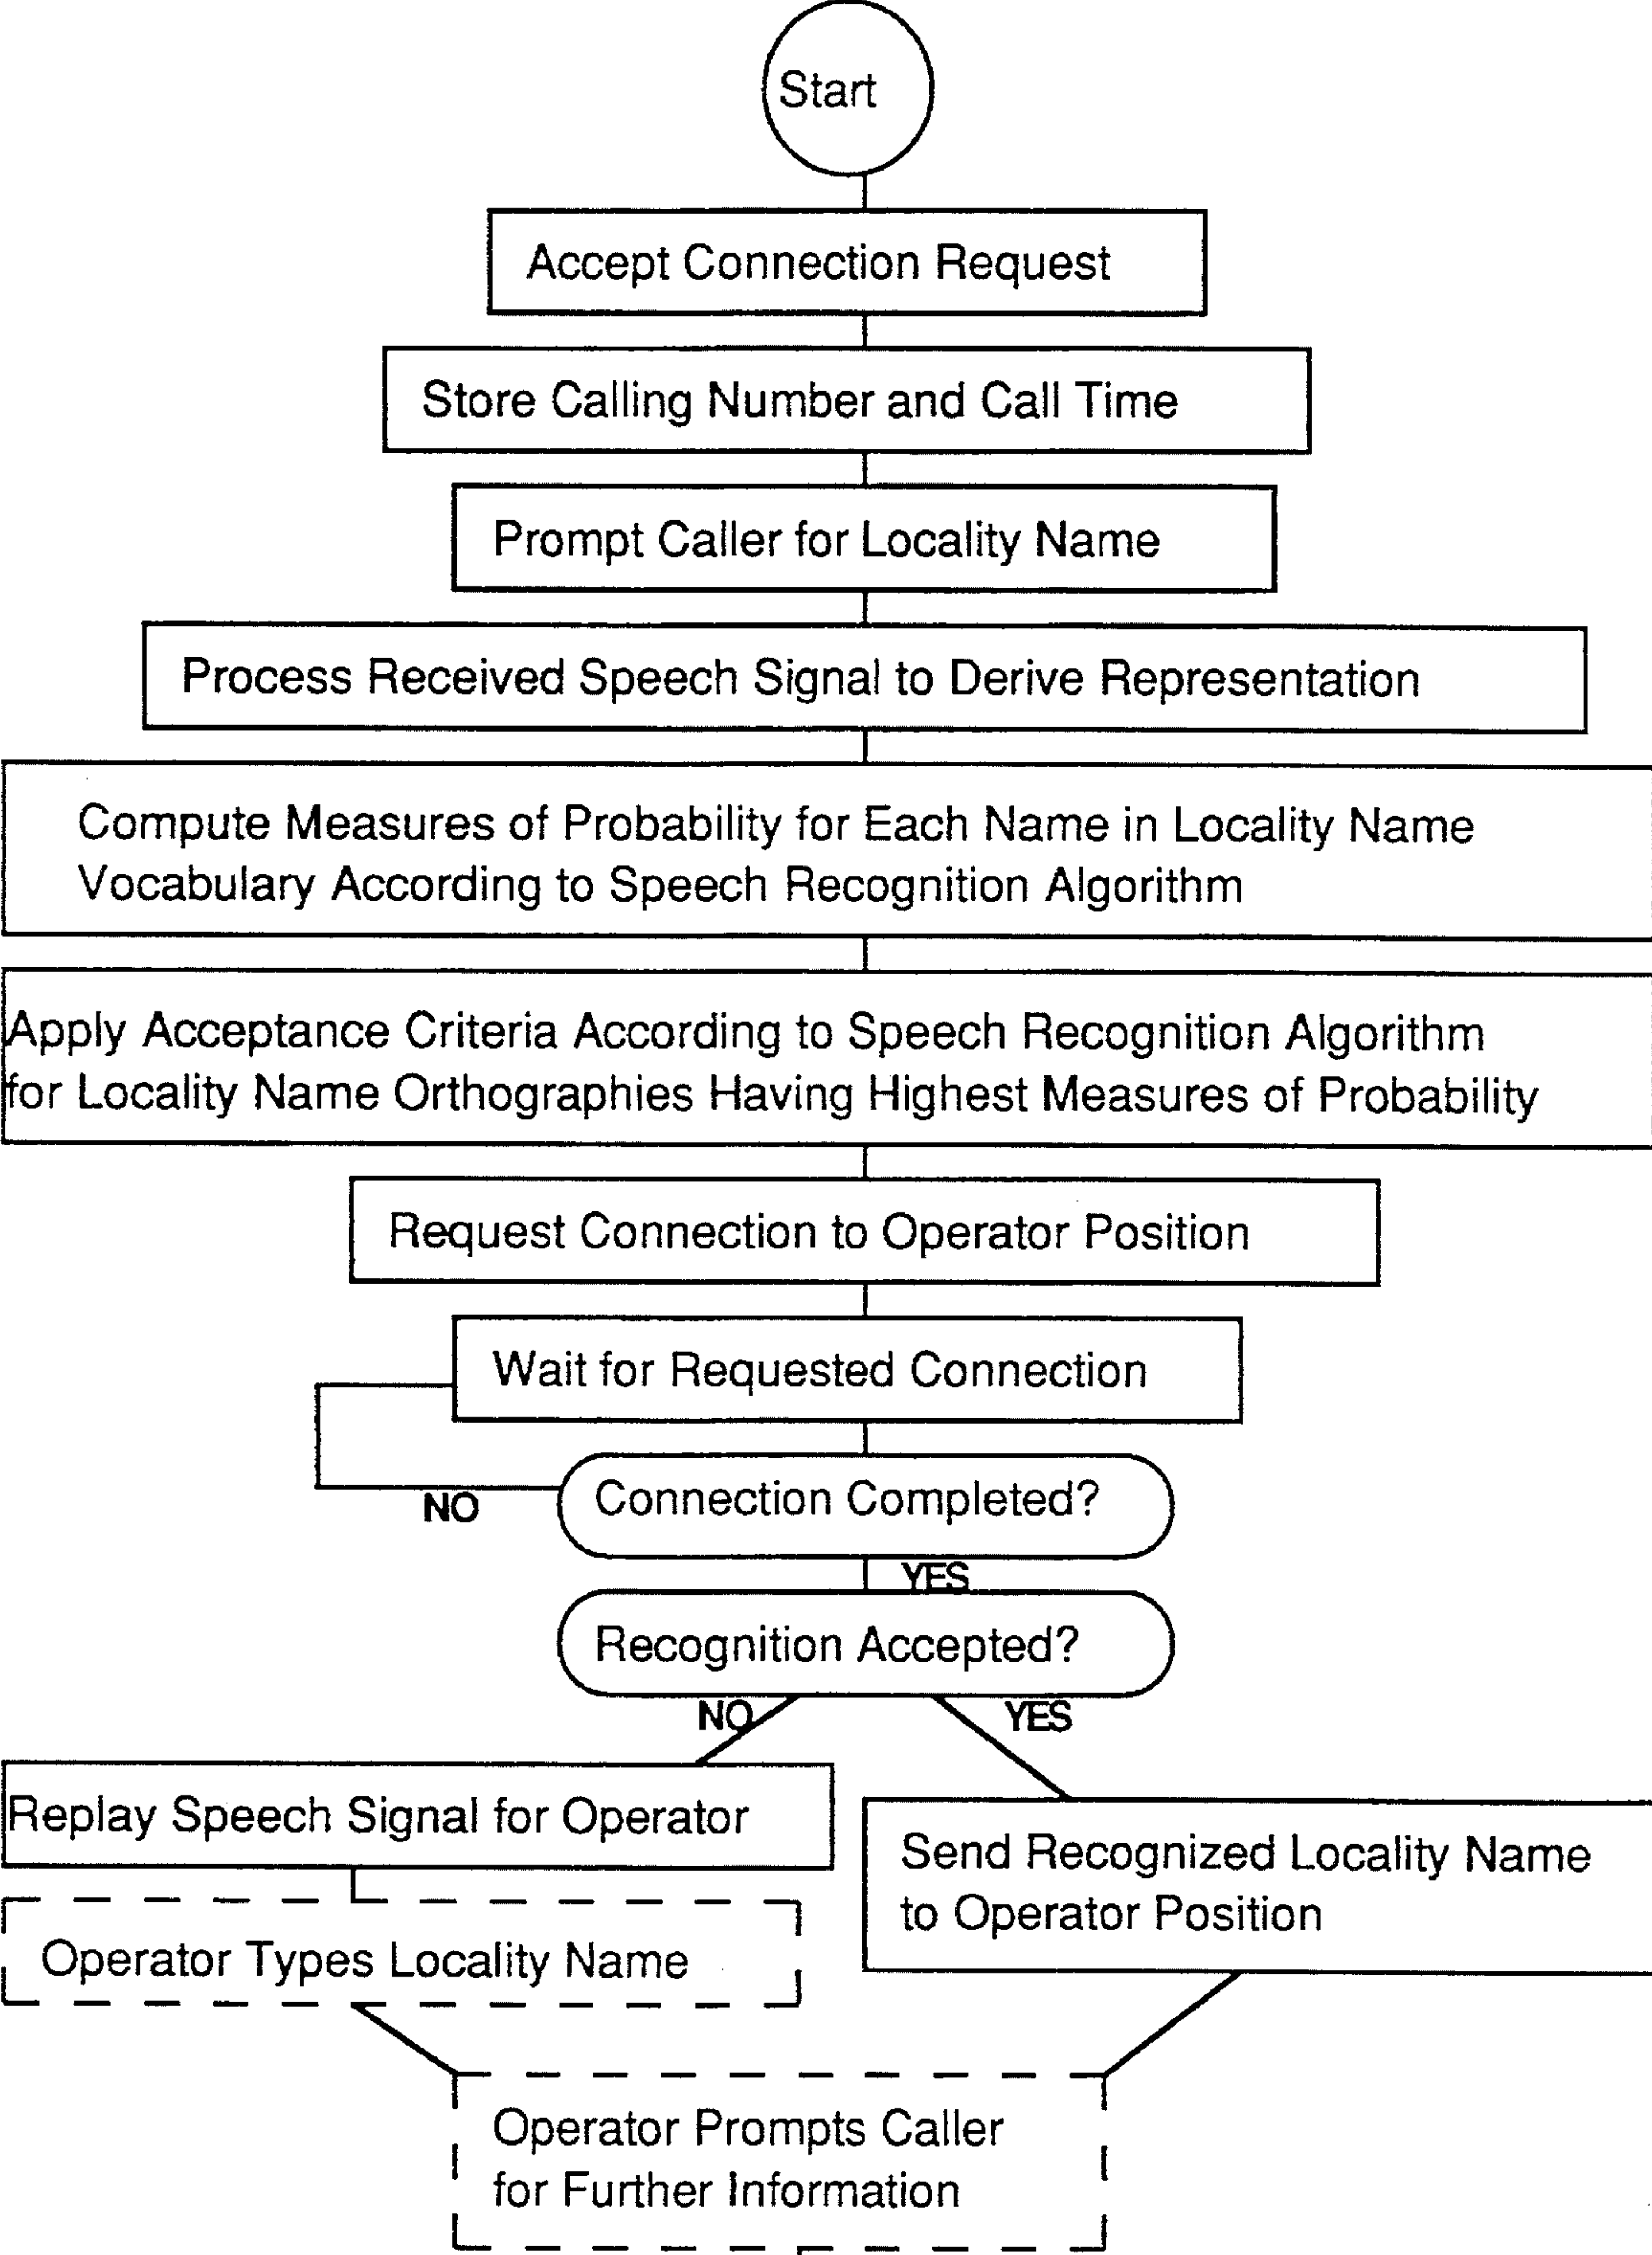 Start
Accept Connection Request
Store Calling Number and Call Time
Prompt Caller for Locality Name
Process Received Speech Signal to Derive Representation
Compute Measures of Probability for Each Name in Locality Name
Vocabulary According to Speech Recognition Algorithm
Apply Acceptance Criteria According to Speech Recognition Algorithm
for Locality Name Orthographies Having Highest Measures of Probability
Request Connection to Operator Position
Wait for Requested Connection
Connection Completed?
NO
YES
Recognition Accepted?
NO
YES
Replay Speech Signal for Operator
Send Recognized Locality Name
to Operator Position
Operator Types Locality Name
Operator Prompts Caller
for Further Information